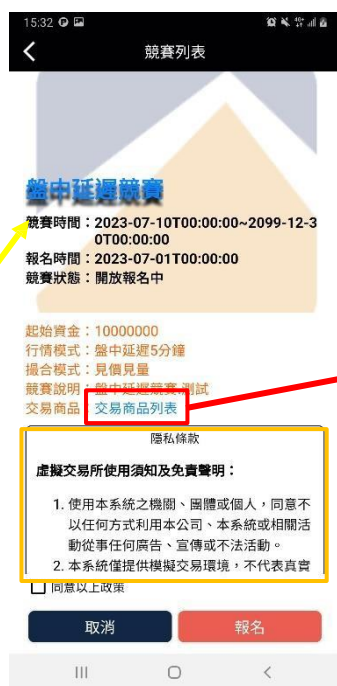 15:32
競賽列表
盤中延遲競賽
競賽時間：2023-07-10T00:00:00~2099-12-3
0T00:00:00
報名時間：2023-07-01T00:00:00
競賽狀態：開放報名中
起始資金：10000000
行情模式：盤中延遲5分鐘
撮合模式：見價見量
競賽說明：盤中延遲競賽-測試
交易商品：交易商品列表
隱私條款
虛擬交易所使用須知及免責聲明：
1. 使用本系統之機關、團體或個人，同意不
以任何方式利用本公司、本系統或相關活
動從事任何廣告、宣傳或不法活動。
2. 本系統僅提供模擬交易環境，不代表真實
同意以上政策
取消
報名